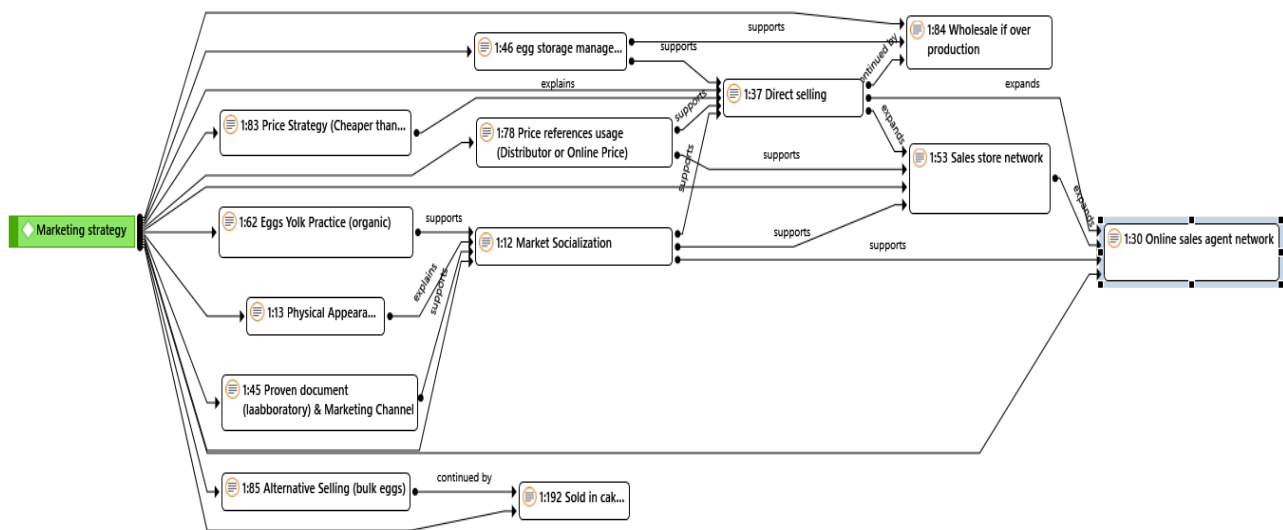 1:84 Wholesale if over
production
supports
1:46 egg storage manage...
supports
continued by
explains
1:37 Direct selling
expands
1:83 Price Strategy (Cheaper than...
supports
1:78 Price references usage
(Distributor or Online Price)
expands
supports
supports
1:53 Sales store network
Marketing strategy
1:62 Eggs Yolk Practice (organic)
supports
1:12 Market Socialization
supports
supports
expands
1:30 Online sales agent network
explains
supports
1:13 Physical Appeara...
1:45 Proven document
(laabboratory) & Marketing Channel
1:85 Alternative Selling (bulk eggs)
continued by
1:192 Sold in cak...